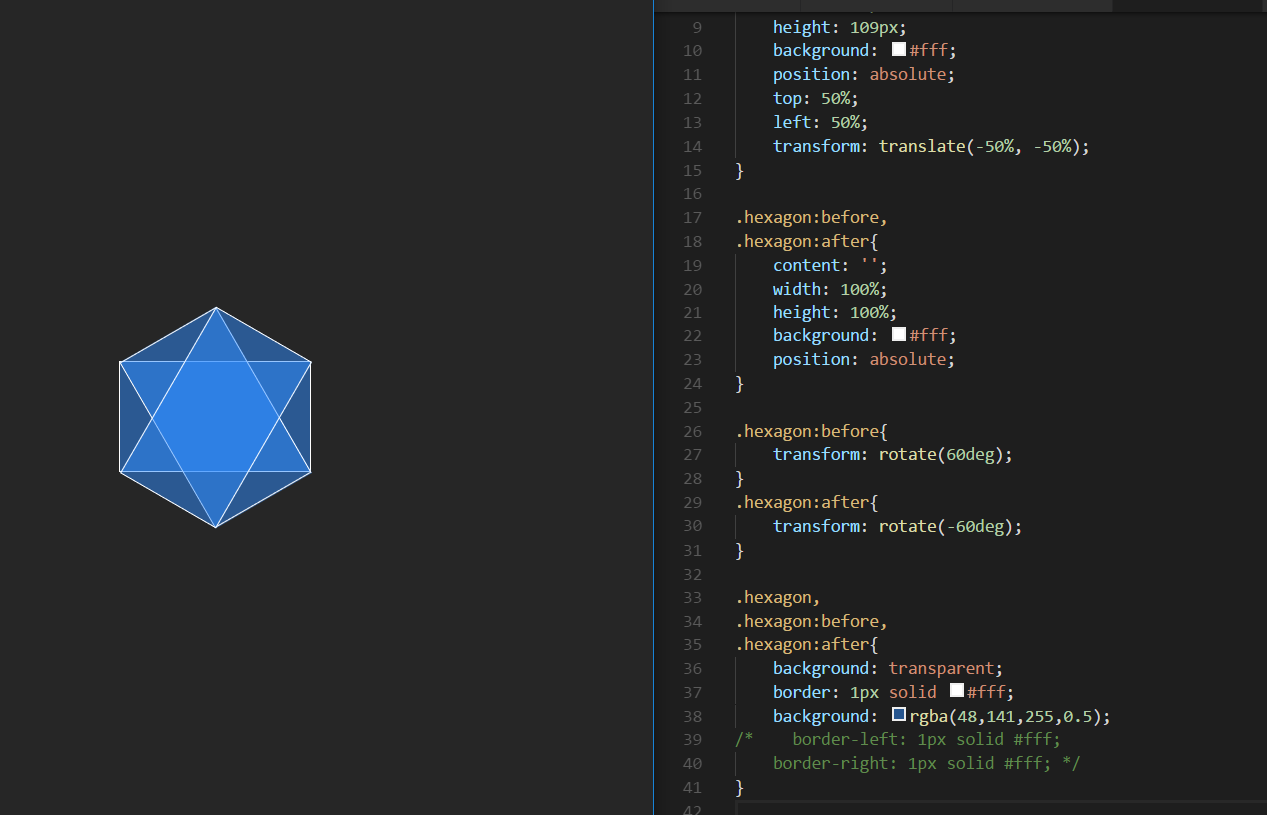 9 height: 109px;
10 background: #fff;
11 position: absolute;
12 top: 50%;
13 left: 50%;
14 transform: translate(-50%, -50%);
15 }
16
17 .hexagon:before,
18 .hexagon:after{
19 content: '';
20 width: 100%;
21 height: 100%;
22 background: #fff;
23 position: absolute;
24 }
25
26 .hexagon:before{
27 transform: rotate(60deg);
28 }
29 .hexagon:after{
30 transform: rotate(-60deg);
31 }
32
33 .hexagon,
34 .hexagon:before,
35 .hexagon:after{
36 background: transparent;
37 border: 1px solid #fff;
38 background: rgba(48,141,255,0.5);
39 /* border-left: 1px solid #fff;
40 border-right: 1px solid #fff; */
41 }
42